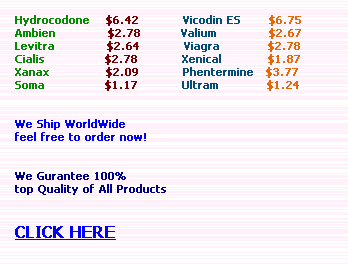 Hydrocodone $6.42 Vicodin ES $6.75
Ambien $2.78 Valium $2.67
Levitra $2.64 Viagra $2.78
Cialis $2.78 Xenical $1.87
Xanax $2.09 Phentermine $3.77
Soma $1.17 Ultram $1.24
We Ship WorldWide
feel free to order now!
We Gurantee 100%
top Quality of All Products
CLICK HERE